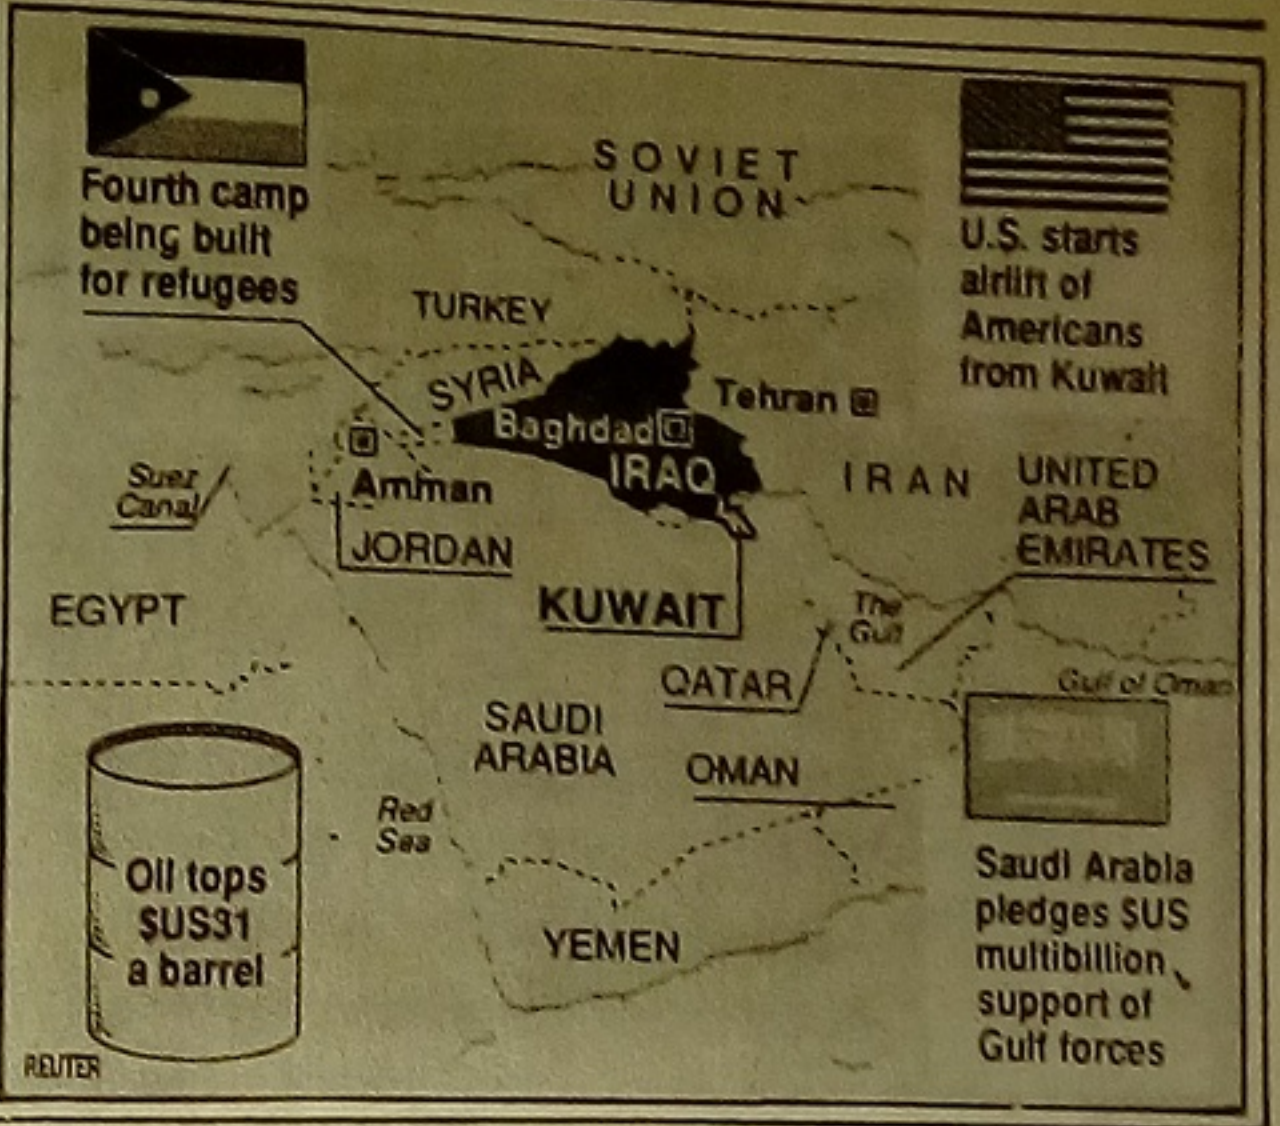 Fourth camp
being built
for refugees
SOVIET
UNION
U.S. starts
airlift of
Americans
from Kuwait
TURKEY
SYRIA
Tehran
Baghdad
IRAQ
IRAN
Suez
Canal
Amman
JORDAN
UNITED
ARAB
EMIRATES
EGYPT
KUWAIT
The
Gulf
QATAR
Gulf of Oman
SAUDI
ARABIA
OMAN
Red
Sea
YEMEN
Oil tops
$US31
a barrel
Saudi Arabia
pledges $US
multibillion
support of
Gulf forces
REUTER